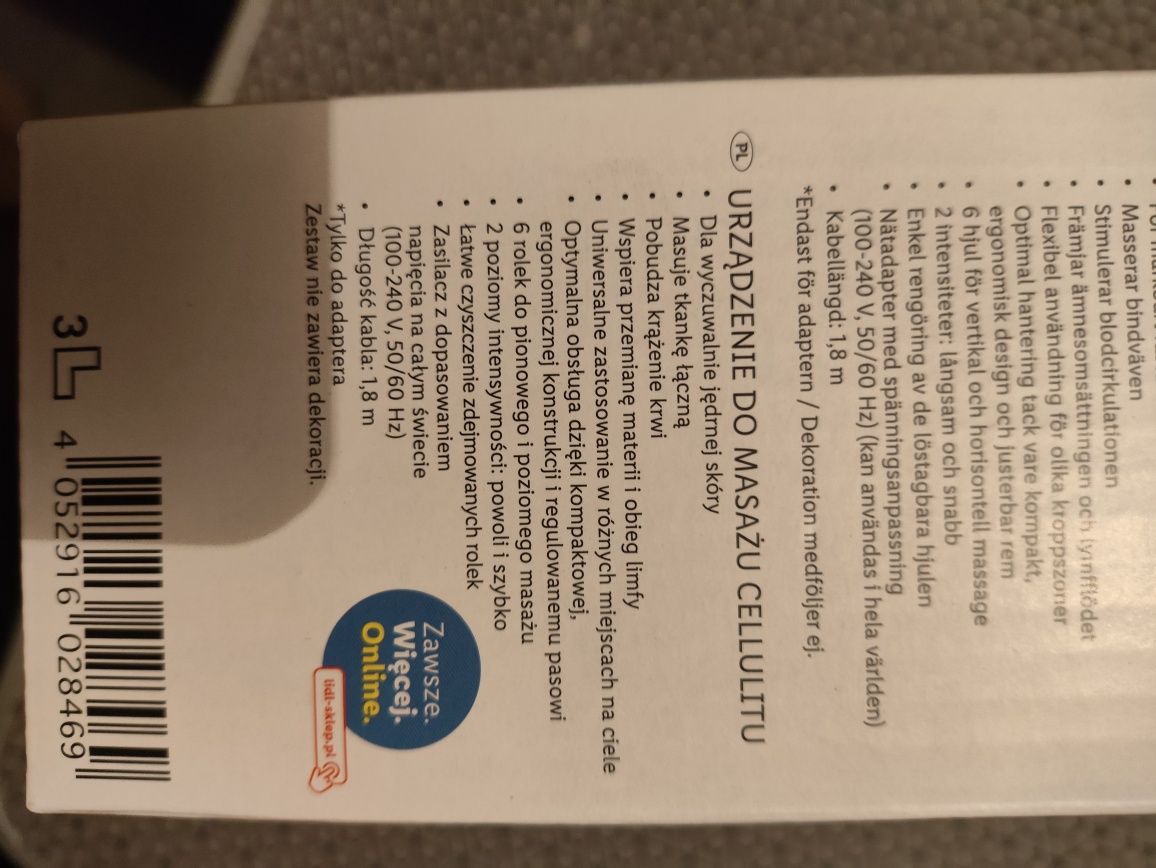 • Masserar bindväven
• Stimulerar blodcirkulationen
• Främjar ämnesomsättningen och lymfflödet
• Flexibel användning för olika kroppszoner
• Optimal hantering tack vare kompakt,
ergonomisk design och justerbar rem
• 6 hjul för vertikal och horisontell massage
• 2 intensiteter: långsam och snabb
• Enkel rengöring av de löstagbara hjulen
• Nätadapter med spänningsanpassning
(100-240 V, 50/60 Hz) (kan användas i hela världen)
• Kabellängd: 1,8 m
*Endast för adaptern / Dekoration medföljer ej.
PL URZĄDZENIE DO MASAŻU CELLULITU
• Dla wyczuwalnie jędrnej skóry
• Masuje tkankę łączną
• Pobudza krążenie krwi
• Wspiera przemianę materii i obieg limfy
• Uniwersalne zastosowanie w różnych miejscach na ciele
• Optymalna obsługa dzięki kompaktowej,
ergonomicznej konstrukcji i regulowanemu pasowi
• 6 rolek do pionowego i poziomego masażu
• 2 poziomy intensywności: powoli i szybko
• Łatwe czyszczenie zdejmowanych rolek
• Zasilacz z dopasowaniem
napięcia na całym świecie
(100-240 V, 50/60 Hz)
• Długość kabla: 1,8 m
*Tylko do adaptera
Zestaw nie zawiera dekoracji.
Zawsze.
Więcej.
Online.
lidl-sklep.pl
3L
4 052916 028469